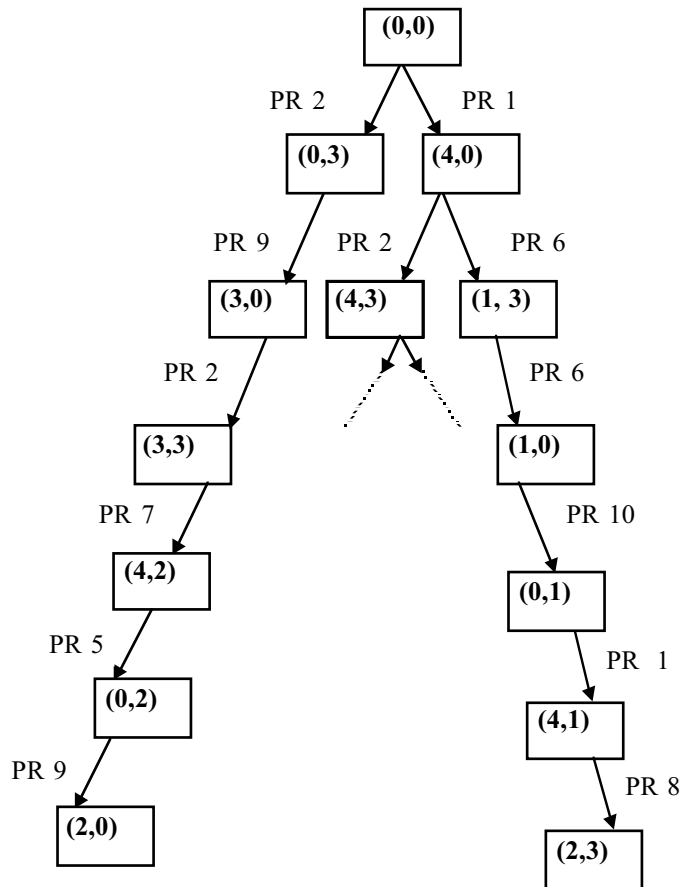 (0,0)
PR 2 PR 1
(0,3) (4,0)
PR 9 PR 2 PR 6
(3,0) (4,3) (1, 3)
PR 2 PR 6
(3,3) (1,0)
PR 7 PR 10
(4,2) (0,1)
PR 5 PR 1
(0,2) (4,1)
PR 9 PR 8
(2,0) (2,3)